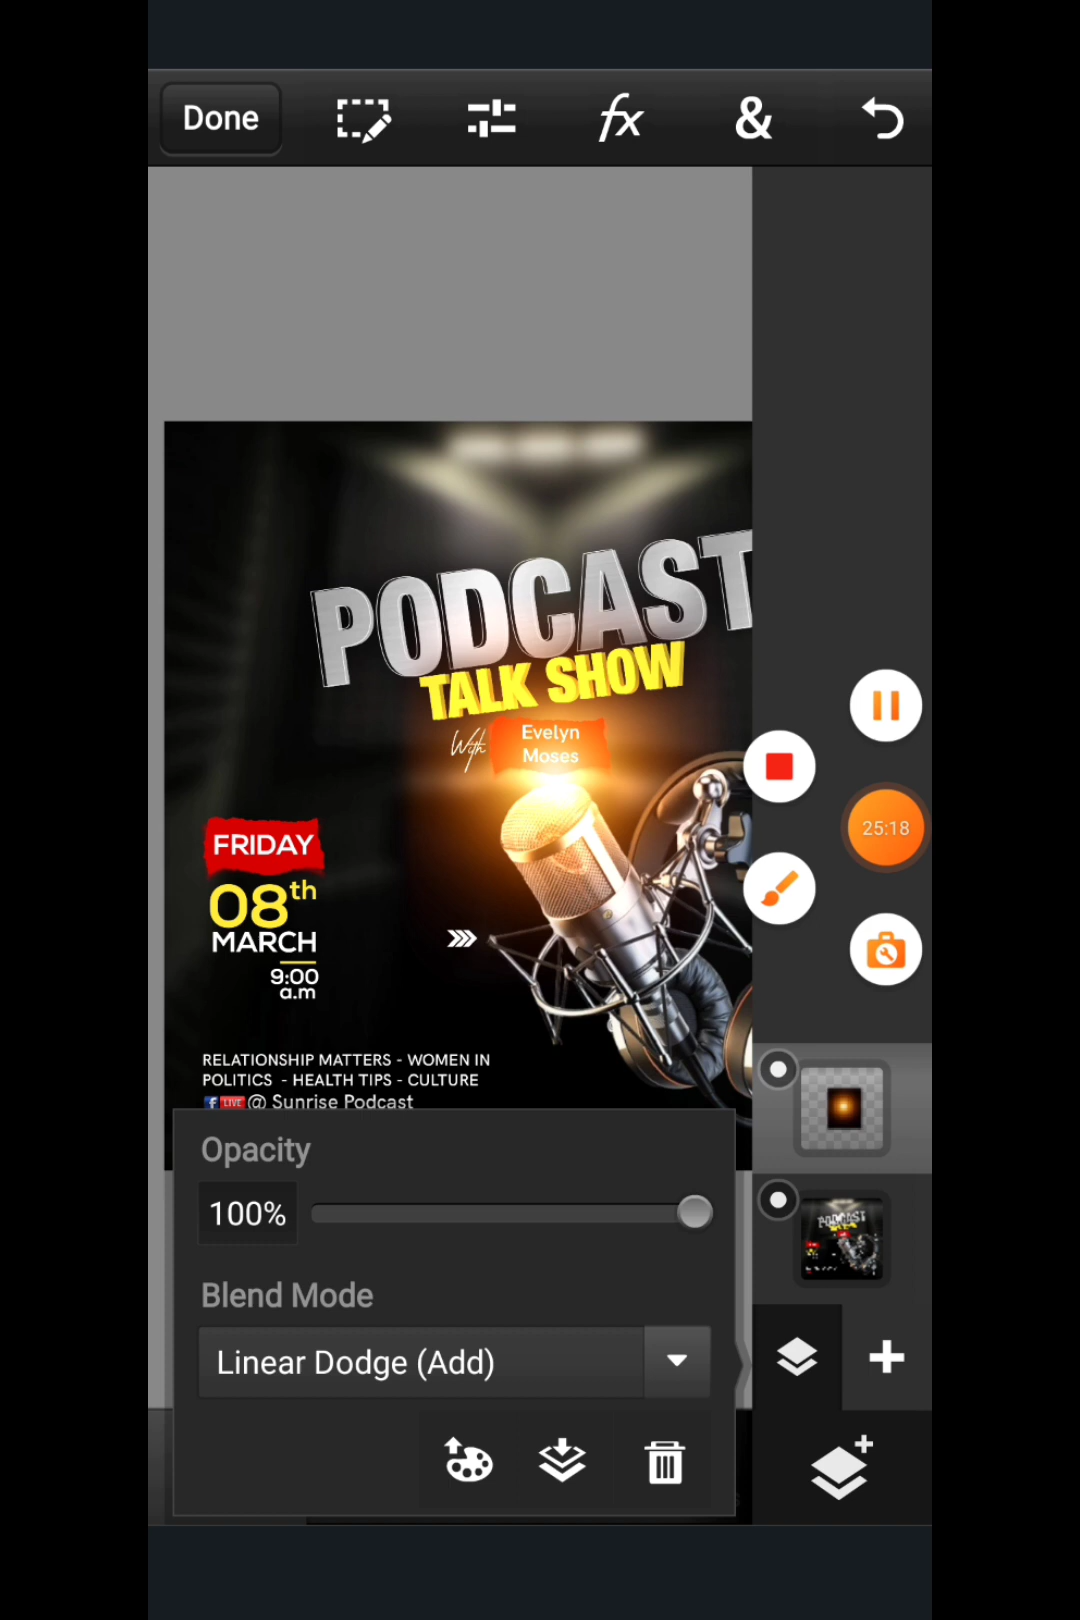 Done
fx
&
PODCAST
TALK SHOW
With
Evelyn
Moses
25:18
FRIDAY
08th
MARCH
9:00
a.m
RELATIONSHIP MATTERS - WOMEN IN
POLITICS - HEALTH TIPS - CULTURE
f LIVE @ Sunrise Podcast
Opacity
100%
Blend Mode
Linear Dodge (Add)